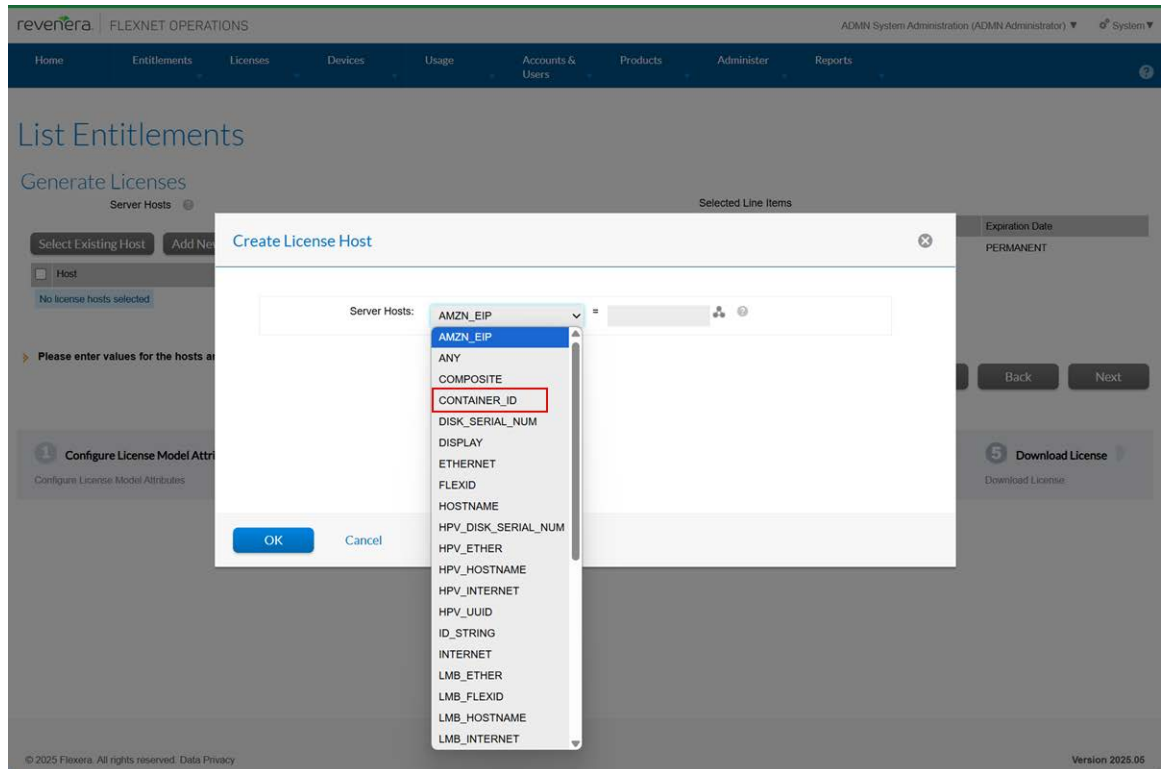 revenera. FLEXNET OPERATIONS ADMN System Administration (ADMN Administrator) ▼ System ▼
Home Entitlements Licenses Devices Usage Accounts & Users Products Administer Reports
List Entitlements
Generate Licenses
Server Hosts Selected Line Items
Select Existing Host Add Ne
Expiration Date
PERMANENT
Host
No license hosts selected
Create License Host
Server Hosts: AMZN_EIP =
AMZN_EIP
ANY
COMPOSITE
CONTAINER_ID
DISK_SERIAL_NUM
DISPLAY
ETHERNET
FLEXID
HOSTNAME
HPV_DISK_SERIAL_NUM
HPV_ETHER
HPV_HOSTNAME
HPV_INTERNET
HPV_UUID
ID_STRING
INTERNET
LMB_ETHER
LMB_FLEXID
LMB_HOSTNAME
LMB_INTERNET
OK Cancel
Please enter values for the hosts a
Back Next
1 Configure License Model Attri
Configure License Model Attributes
5 Download License
Download License
© 2025 Flexera. All rights reserved. Data Privacy Version 2025.05